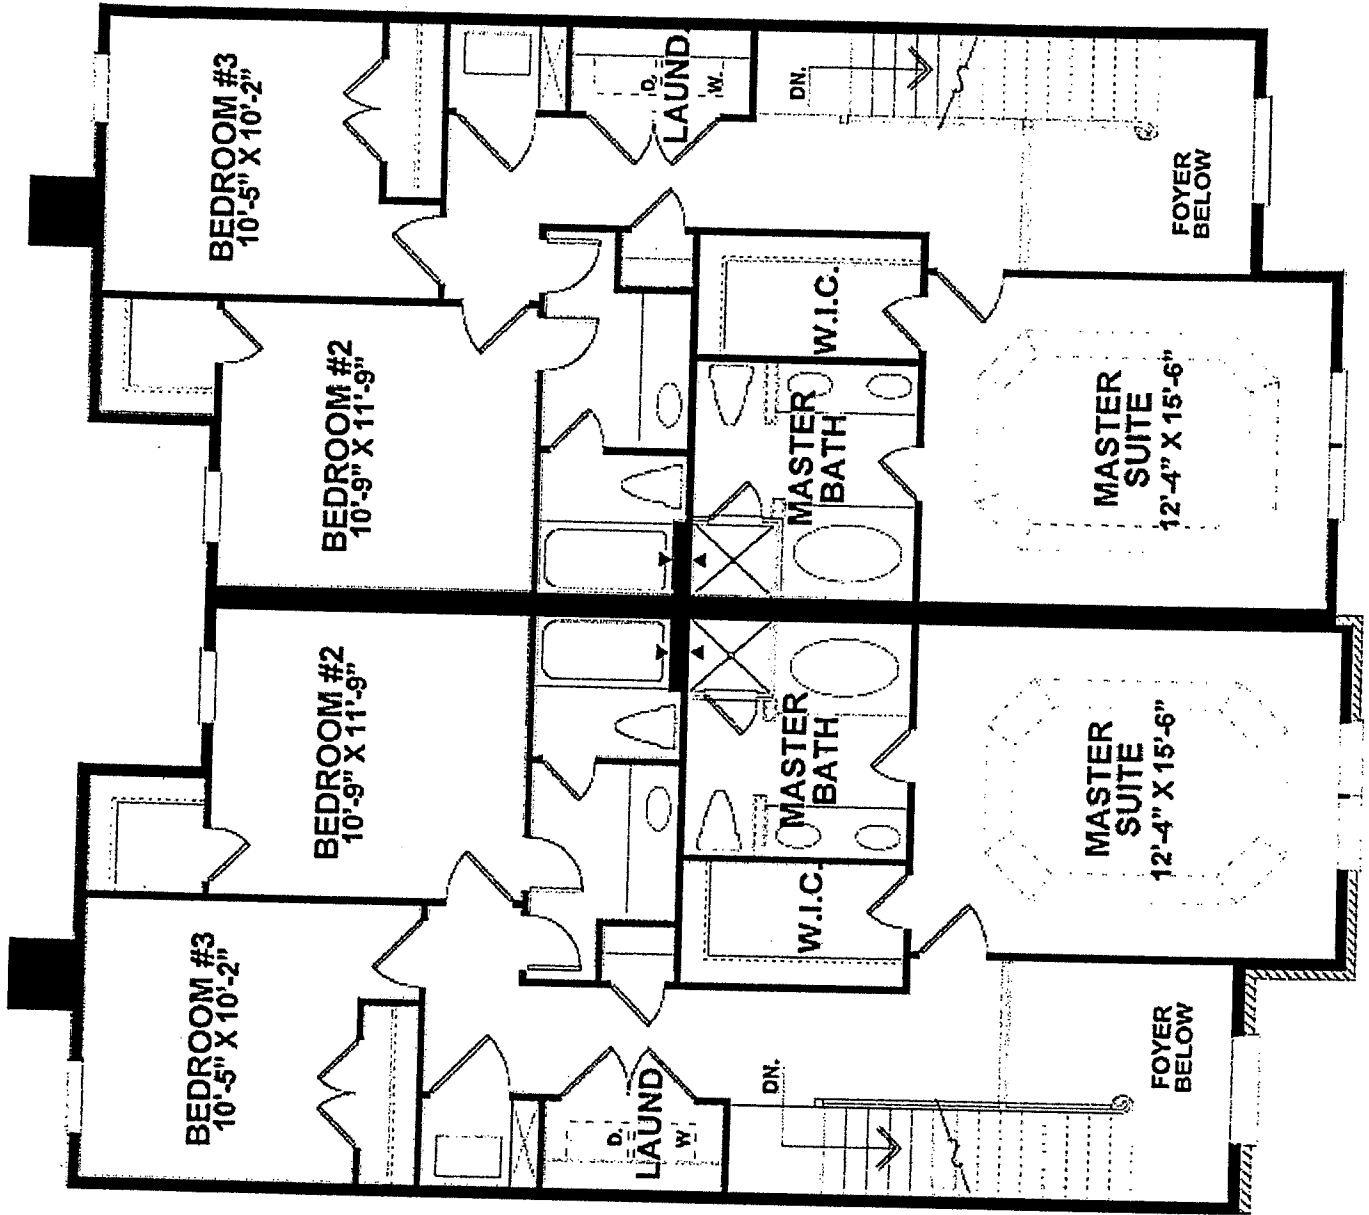 BEDROOM #3
10'-5" X 10'-2"
D.
W.
LAUND.
DN.
FOYER
BELOW
BEDROOM #2
10'-9" X 11'-9"
W.I.C.
MASTER
BATH
MASTER
SUITE
12'-4" X 15'-6"
BEDROOM #2
10'-9" X 11'-9"
MASTER
BATH
MASTER
SUITE
12'-4" X 15'-6"
W.I.C.
BEDROOM #3
10'-5" X 10'-2"
D.
W
LAUND
DN.
FOYER
BELOW